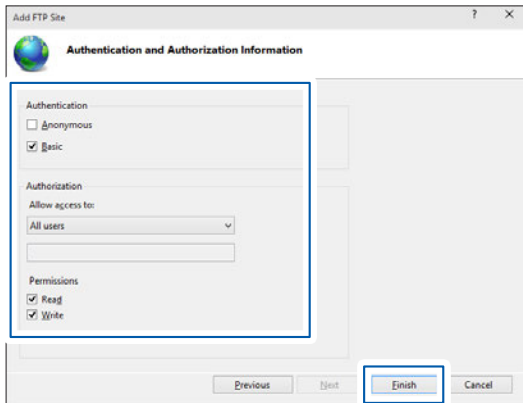 Add FTP Site ? X
Authentication and Authorization Information
Authentication
Anonymous
Basic
Authorization
Allow access to:
All users
Permissions
Read
Write
Previous Next Finish Cancel